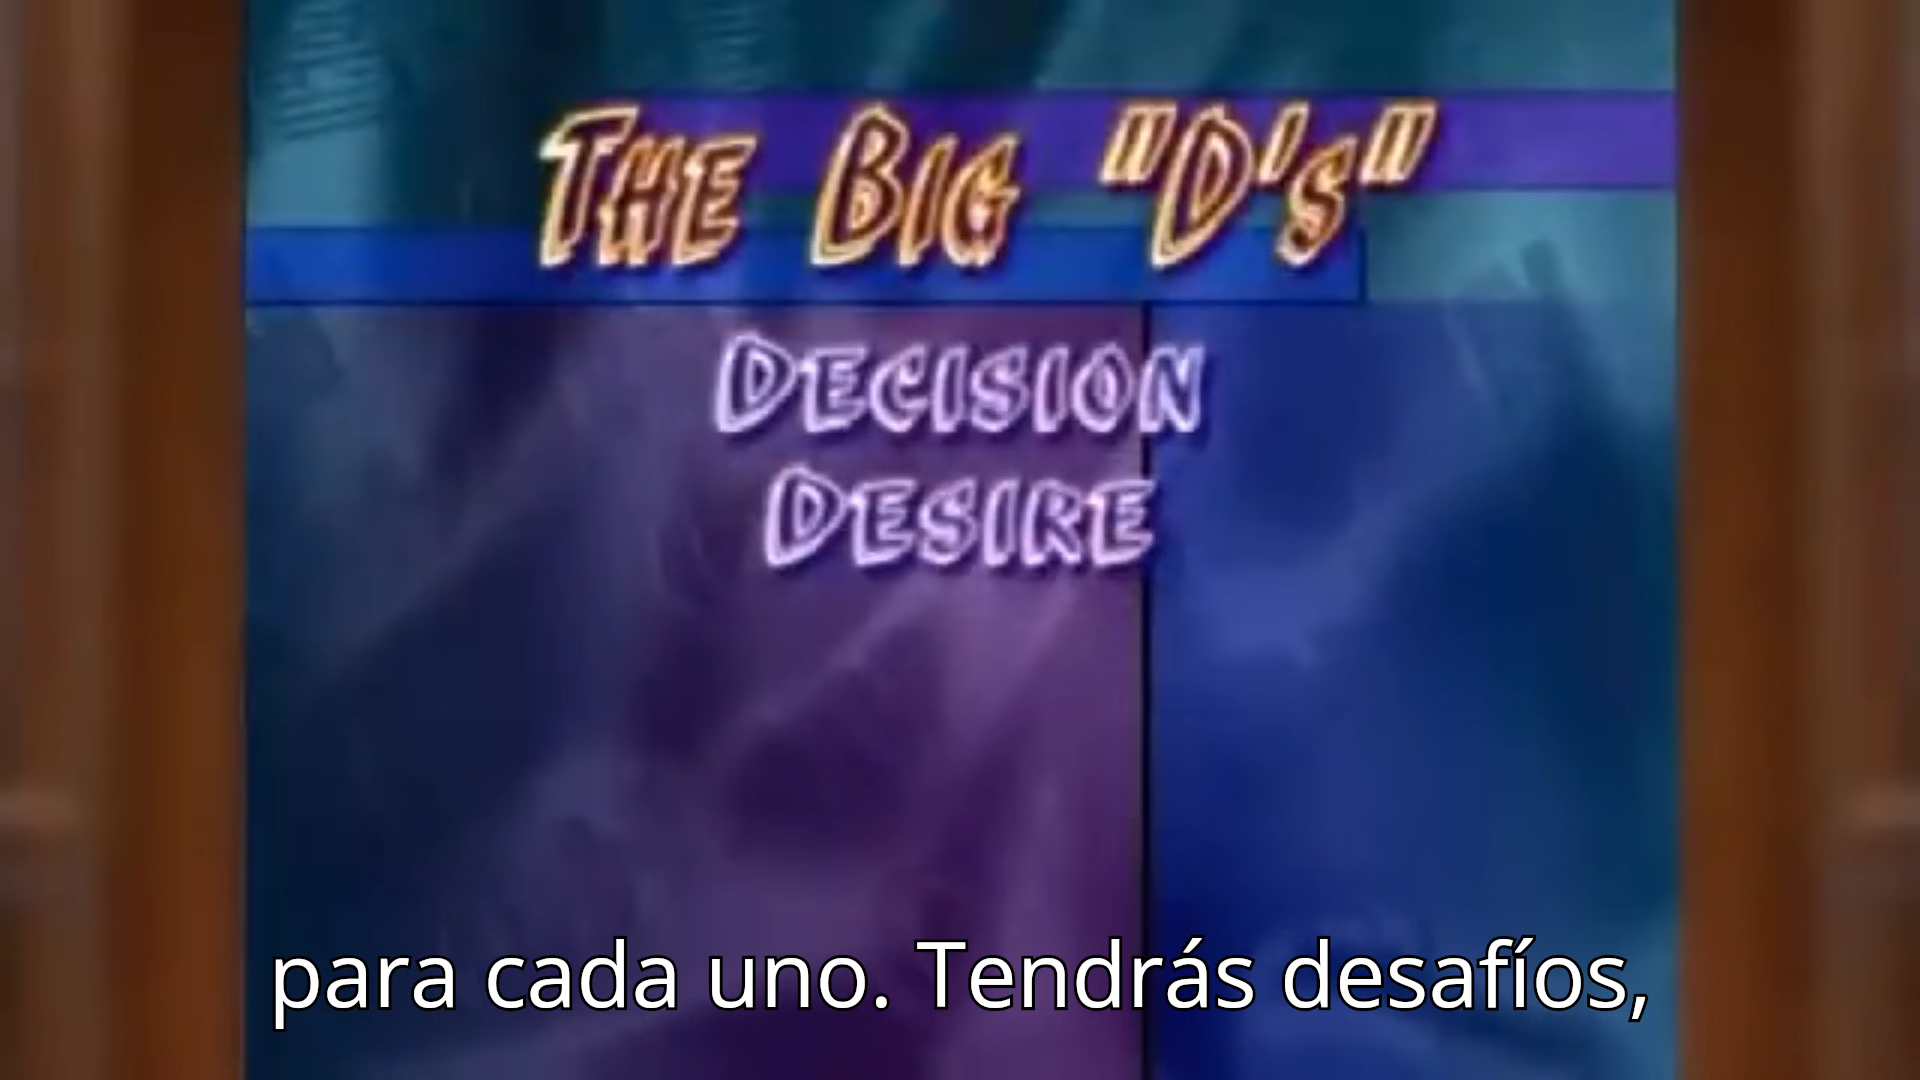 THE BIG "D'S"
DECISION
DESIRE
para cada uno. Tendrás desafíos,